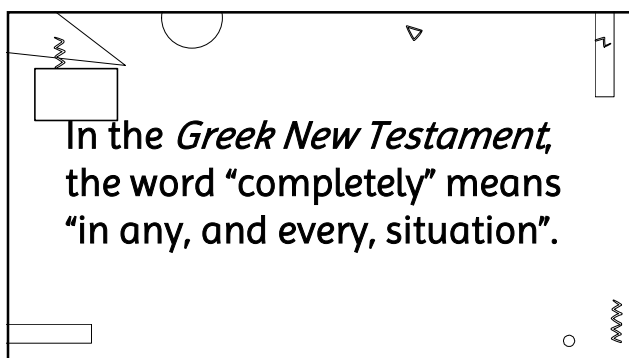 In the Greek New Testament,
the word “completely” means
“in any, and every, situation”.